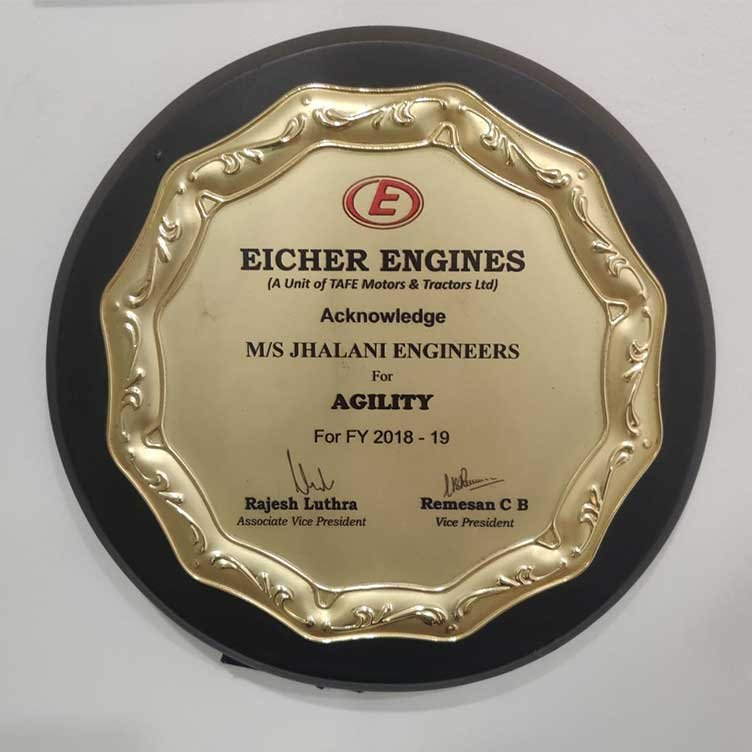 E
EICHER ENGINES
(A Unit of TAFE Motors & Tractors Ltd)
Acknowledge
M/S JHALANI ENGINEERS
For
AGILITY
For FY 2018 - 19
Rajesh Luthra Remesan C B
Associate Vice President Vice President